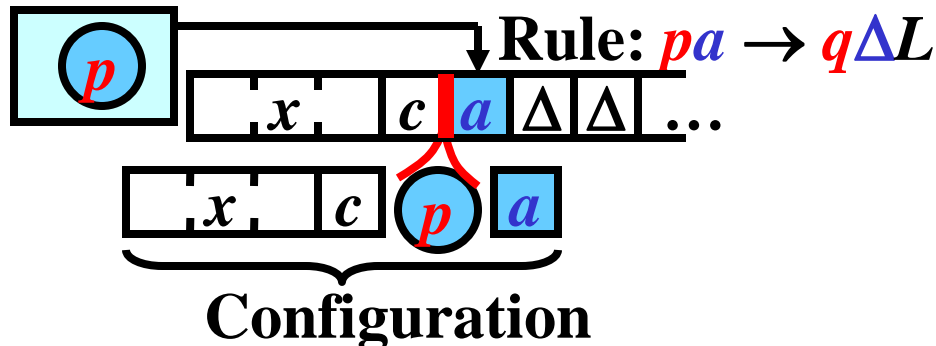 p
Rule: pa → qΔL
x c a Δ Δ ...
x c p a
Configuration